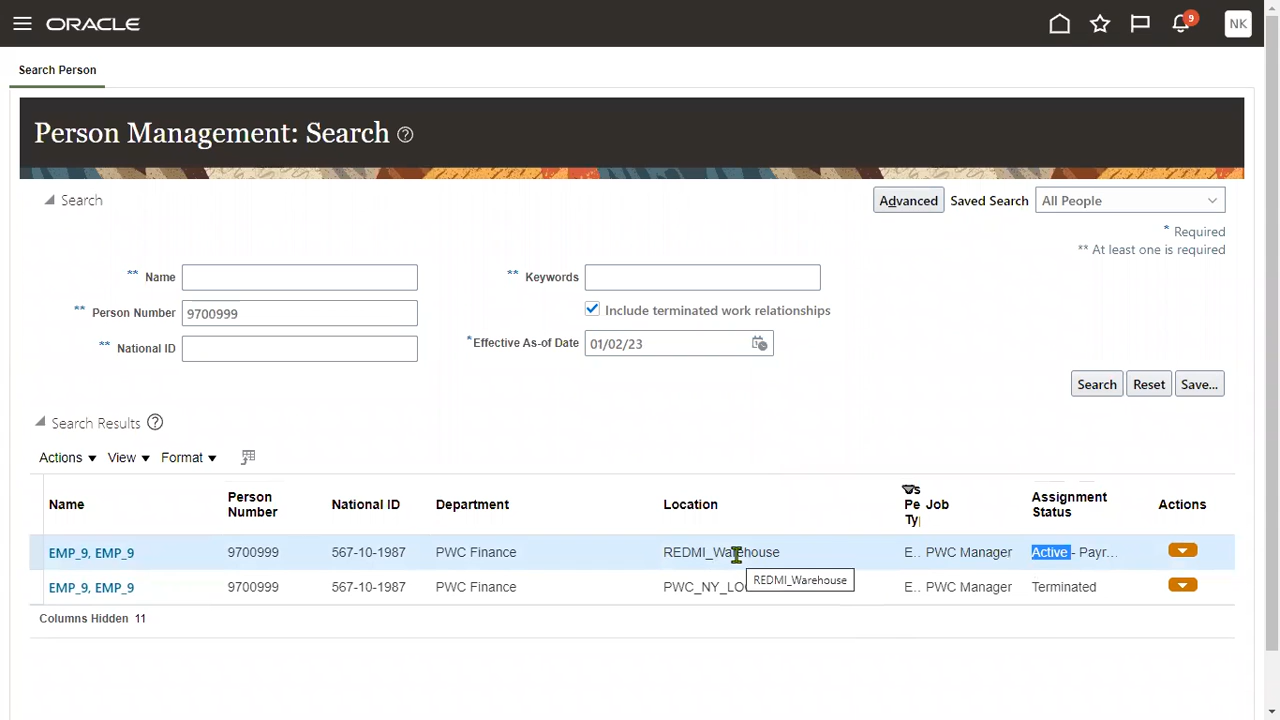 ORACLE
9
NK
Search Person
Person Management: Search
Search
Advanced Saved Search All People
* Required
** At least one is required
** Name
** Keywords
** Person Number 9700999
Include terminated work relationships
** National ID
*Effective As-of Date 01/02/23
Search Reset Save...
Search Results
Actions View Format
Name Person Number National ID Department Location Pe Ty Job Assignment Status Actions
EMP_9, EMP_9 9700999 567-10-1987 PWC Finance REDMI_Warehouse E.. PWC Manager Active - Payr...
REDMI_Warehouse
EMP_9, EMP_9 9700999 567-10-1987 PWC Finance PWC_NY_LO E.. PWC Manager Terminated
Columns Hidden 11